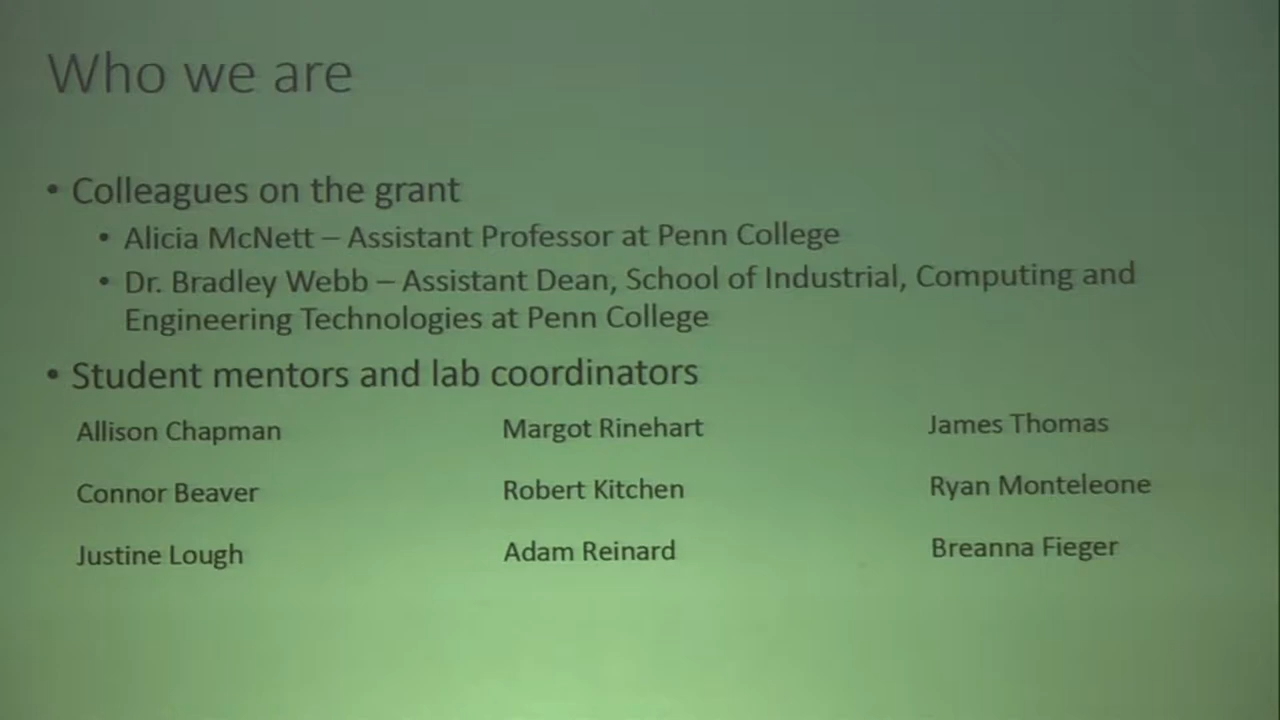 Who we are
• Colleagues on the grant
• Alicia McNett – Assistant Professor at Penn College
• Dr. Bradley Webb – Assistant Dean, School of Industrial, Computing and
Engineering Technologies at Penn College
• Student mentors and lab coordinators
Allison Chapman Margot Rinehart James Thomas
Connor Beaver Robert Kitchen Ryan Monteleone
Justine Lough Adam Reinard Breanna Fieger